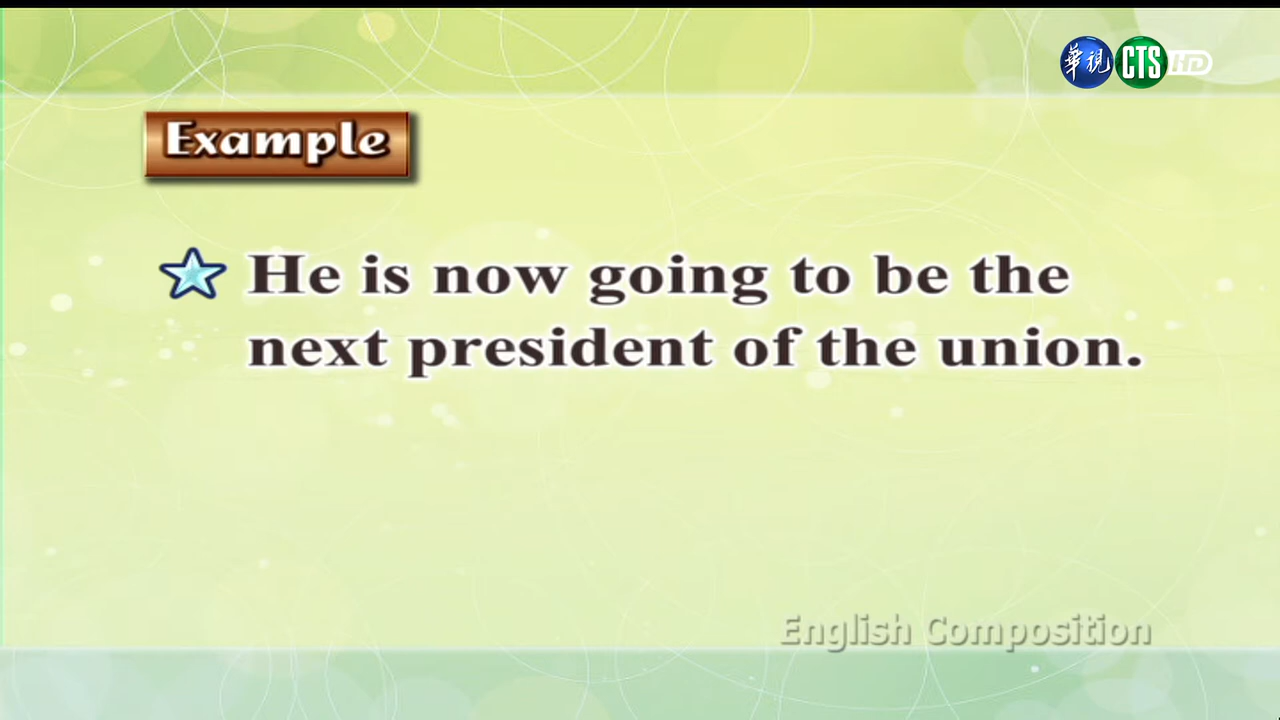 華視 CTS HD
Example
He is now going to be the
next president of the union.
English Composition